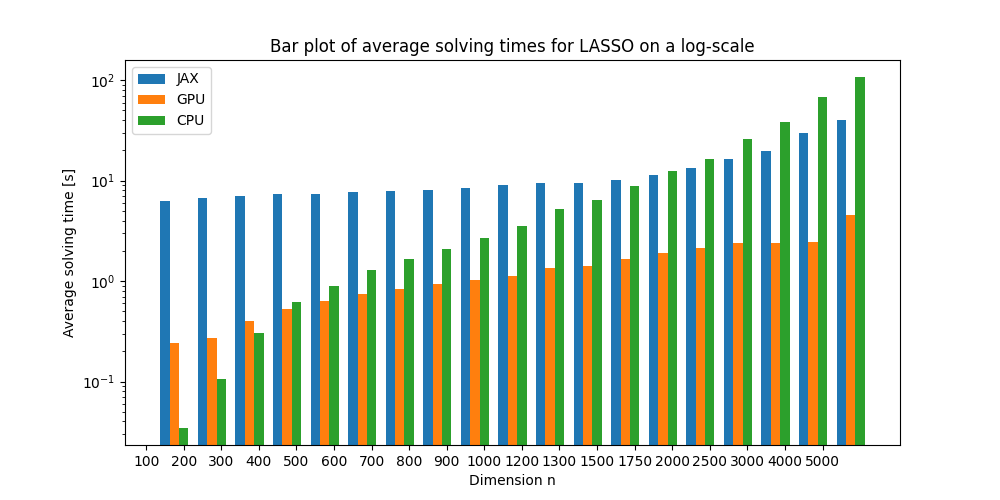 Bar plot of average solving times for LASSO on a log-scale
JAX
GPU
CPU
10²
10¹
10⁰
10⁻¹
Average solving time [s]
100 200 300 400 500 600 700 800 900 1000 1200 1300 1500 1750 2000 2500 3000 4000 5000
Dimension n